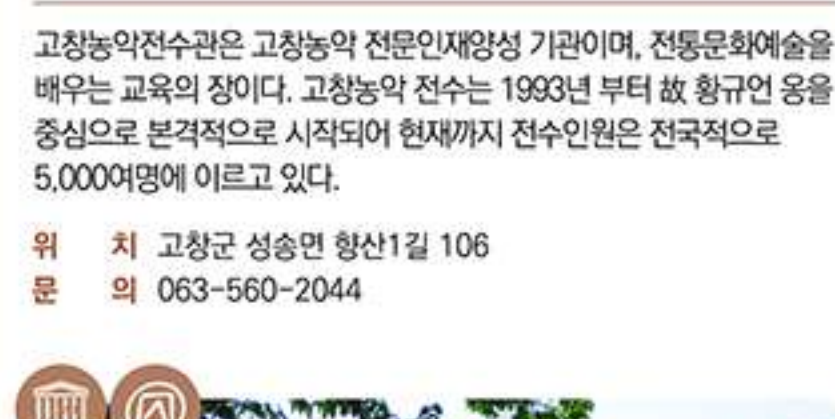 고창농악전수관은 고창농악 전문인재양성 기관이며, 전통문화예술을
배우는 교육의 장이다. 고창농악 전수는 1993년 부터 故 황규언 옹을
중심으로 본격적으로 시작되어 현재까지 전수인원은 전국적으로
5,000여명에 이르고 있다.
위 치 고창군 성송면 향산1길 106
문 의 063-560-2044